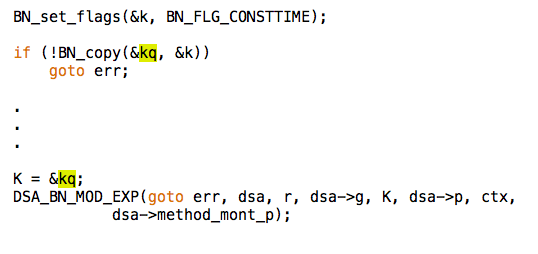 BN_set_flags(&k, BN_FLG_CONSTTIME);
if (!BN_copy(&kq, &k))
goto err;
.
.
.
K = &kq;
DSA_BN_MOD_EXP(goto err, dsa, r, dsa->g, K, dsa->p, ctx,
dsa->method_mont_p);